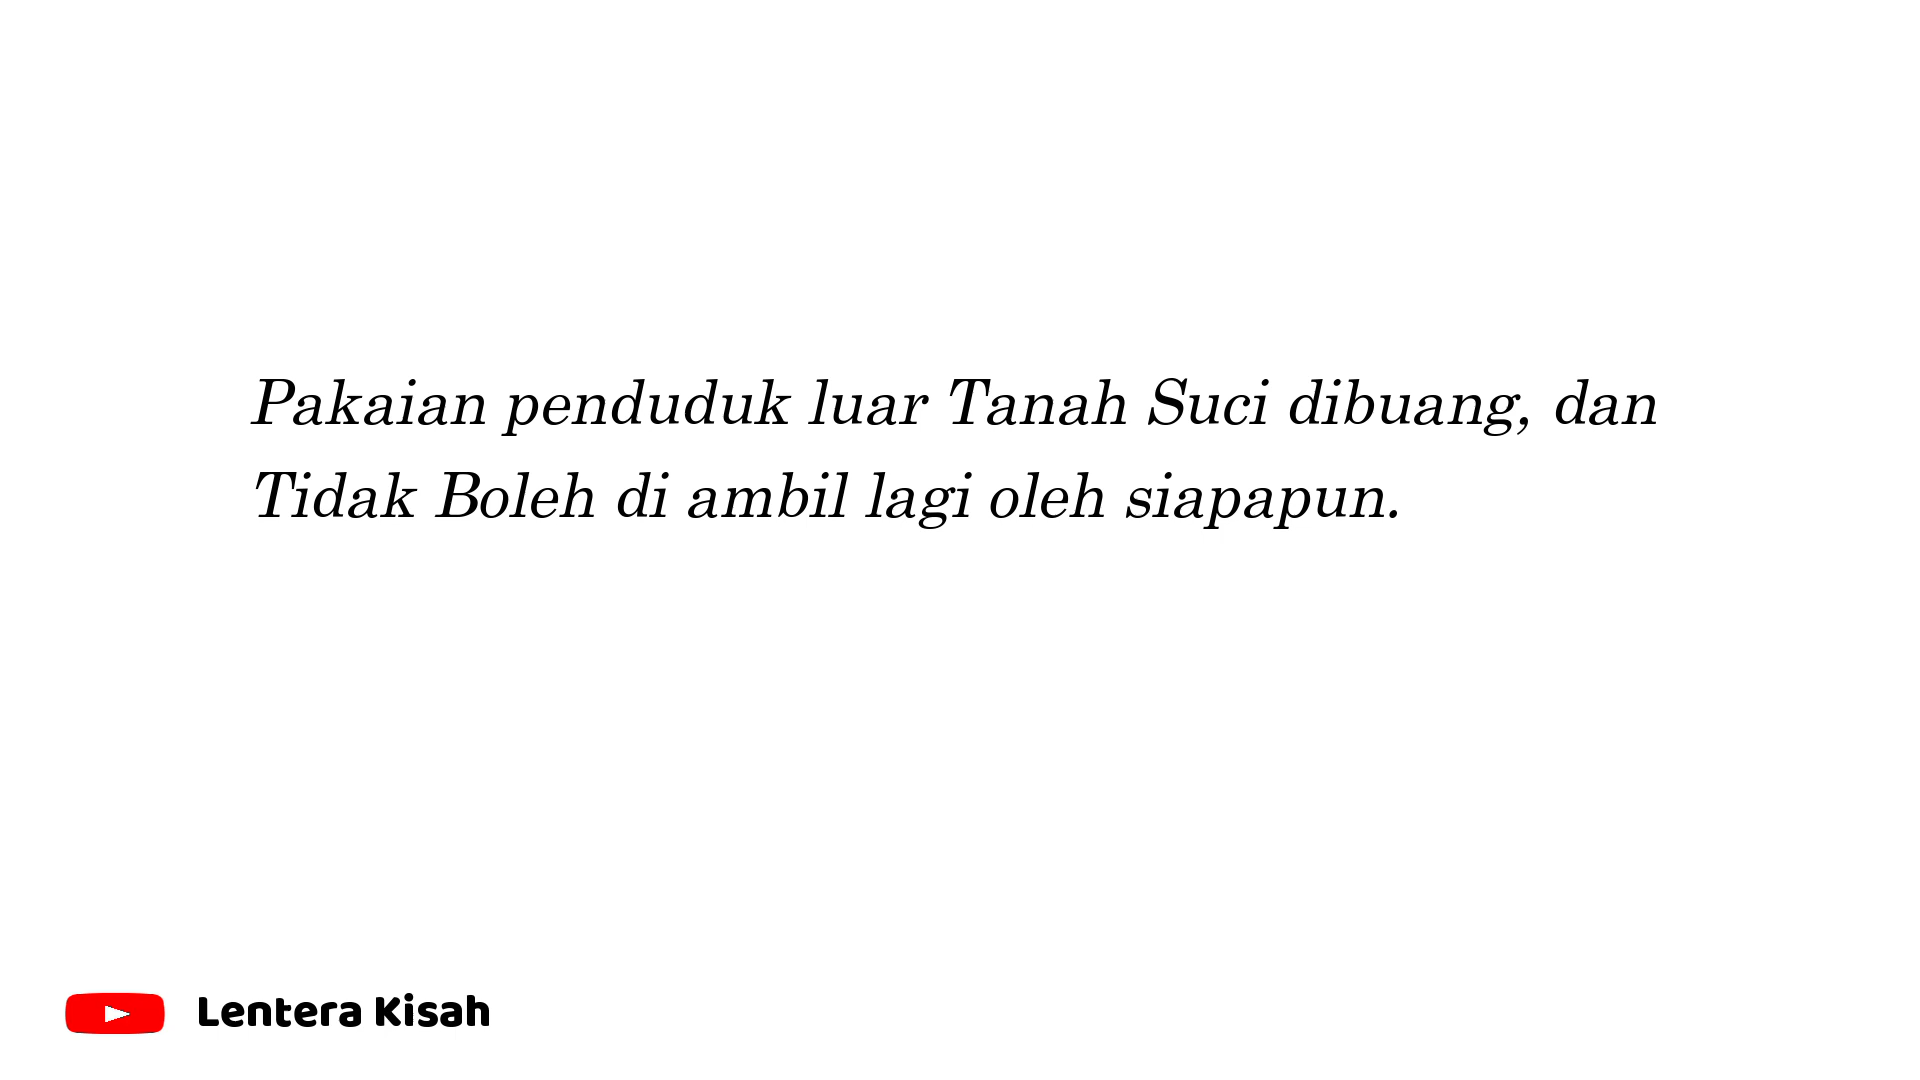 Pakaian penduduk luar Tanah Suci dibuang, dan
Tidak Boleh di ambil lagi oleh siapapun.
Lentera Kisah